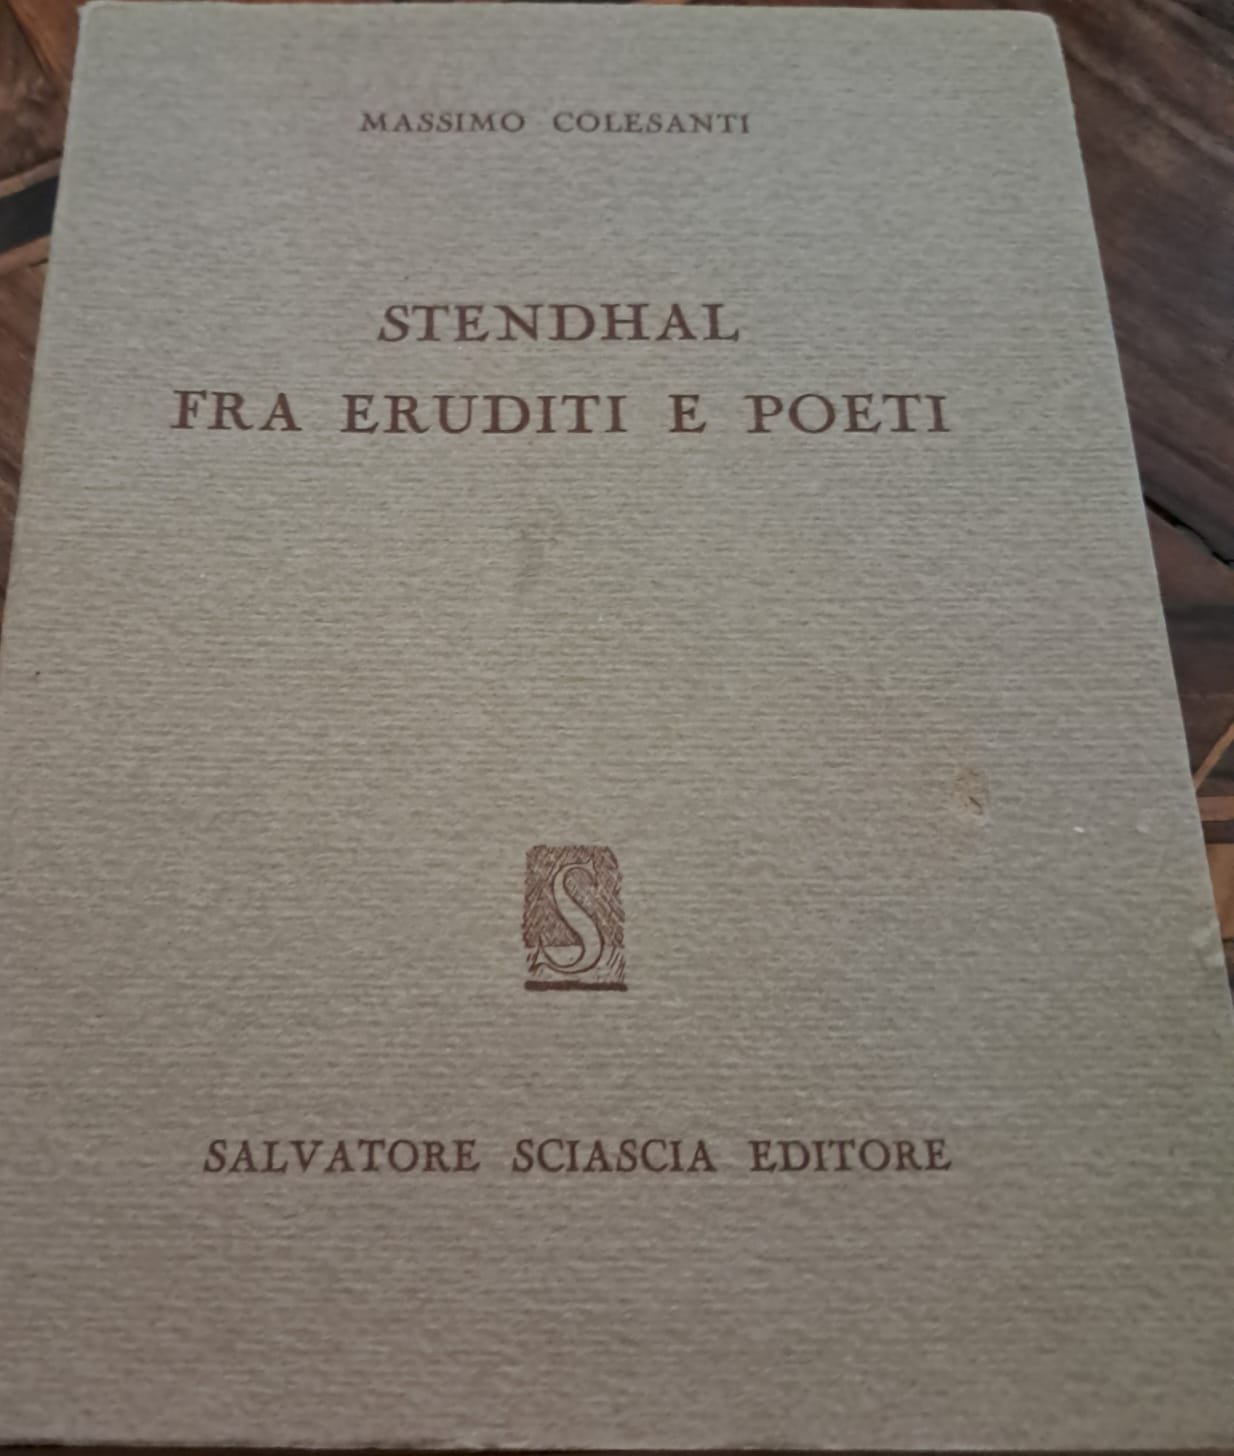 MASSIMO COLESANTI
STENDHAL
FRA ERUDITI E POETI
S
SALVATORE SCIASCIA EDITORE